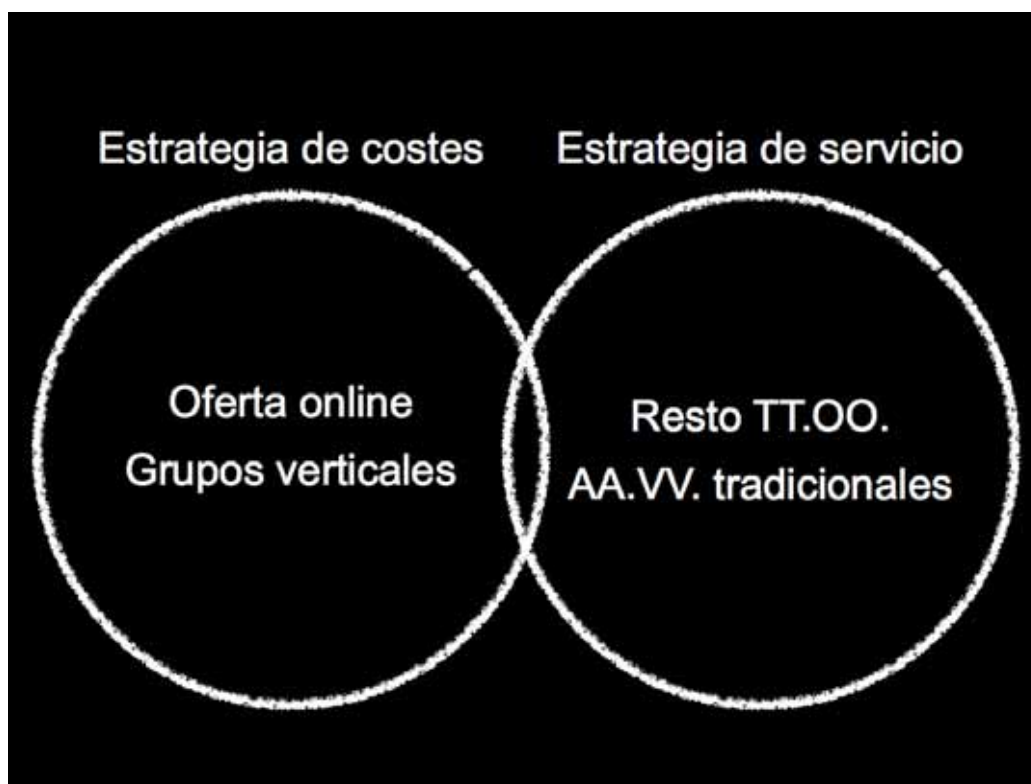 Estrategia de costes
Estrategia de servicio
Oferta online
Grupos verticales
Resto TT.OO.
AA.VV. tradicionales